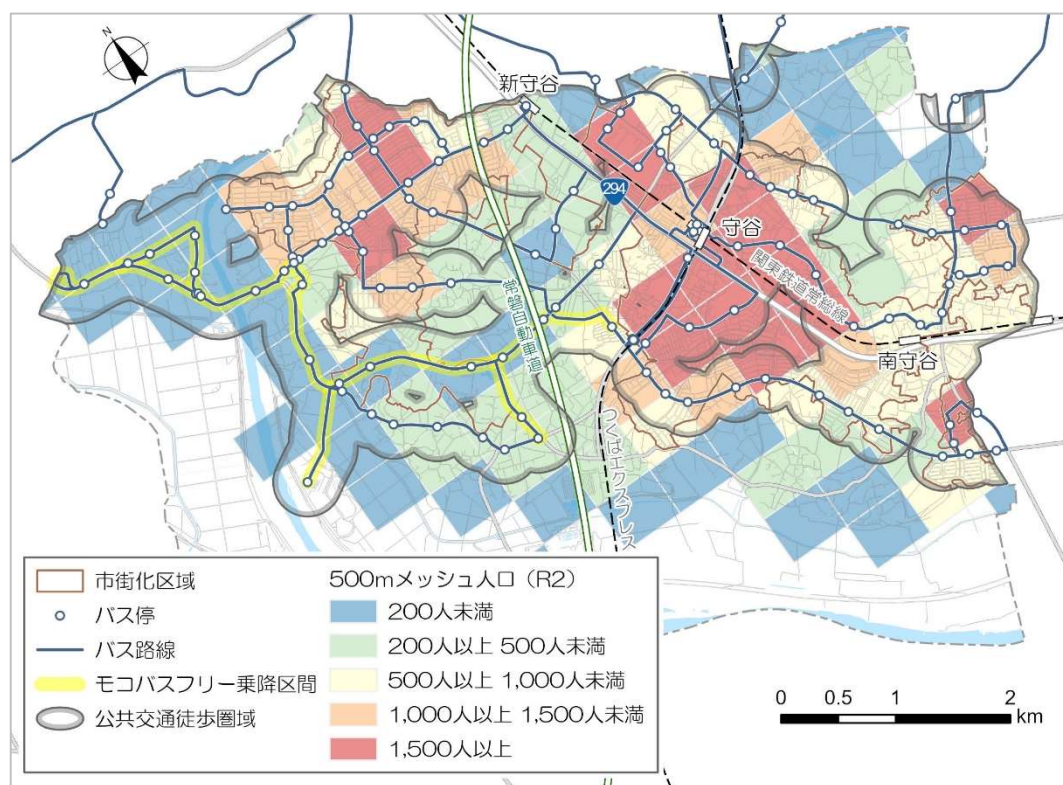 N
新守谷
294
守谷
関東鉄道常総線
南守谷
常磐自動車道
つくばエクスプレス
市街化区域
バス停
バス路線
モコバスフリー乗降区間
公共交通徒歩圏域
500mメッシュ人口（R2）
200人未満
200人以上 500人未満
500人以上 1,000人未満
1,000人以上 1,500人未満
1,500人以上
0 0.5 1 2
km